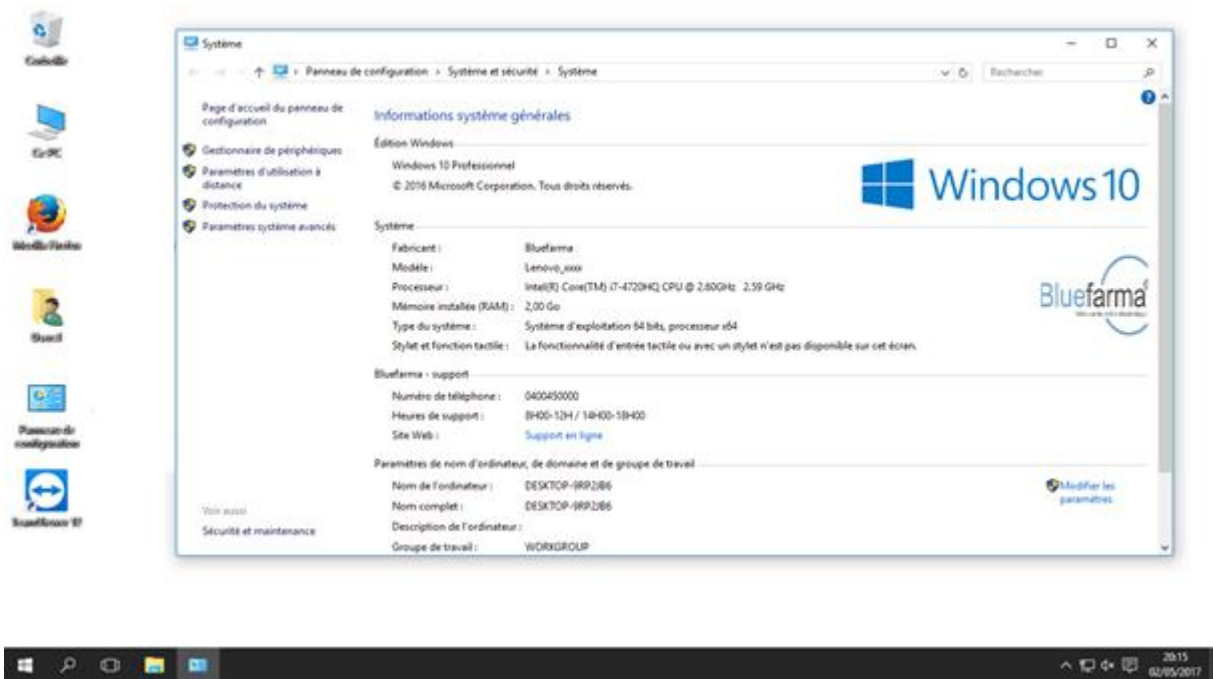 Corbeille
Ce PC
Mozilla Firefox
Panneau de
configuration
Système
Panneau de configuration › Système et sécurité › Système
Rechercher
Page d'accueil du panneau de
configuration
Gestionnaire de périphériques
Paramètres d'utilisation à
distance
Protection du système
Paramètres système avancés
Voir aussi
Sécurité et maintenance
Informations système générales
Édition Windows
Windows 10 Professionnel
© 2016 Microsoft Corporation. Tous droits réservés.
Windows 10
Système
Fabricant : Bluefarma
Modèle : Lenovo_xxxx
Processeur : Intel(R) Core(TM) i7-4720HQ CPU @ 2.60GHz 2.59 GHz
Mémoire installée (RAM) : 2,00 Go
Type du système : Système d'exploitation 64 bits, processeur x64
Stylet et fonction tactile : La fonctionnalité d'entrée tactile ou avec un stylet n'est pas disponible sur cet écran.
Bluefarma
Bluefarma - support
Numéro de téléphone : 0400450000
Heures de support : 8H00-12H / 14H00-18H00
Site Web : Support en ligne
Paramètres de nom d'ordinateur, de domaine et de groupe de travail
Nom de l'ordinateur : DESKTOP-9RP2JB6
Nom complet : DESKTOP-9RP2JB6
Description de l'ordinateur :
Groupe de travail : WORKGROUP
Modifier les
paramètres
20:15
02/05/2017